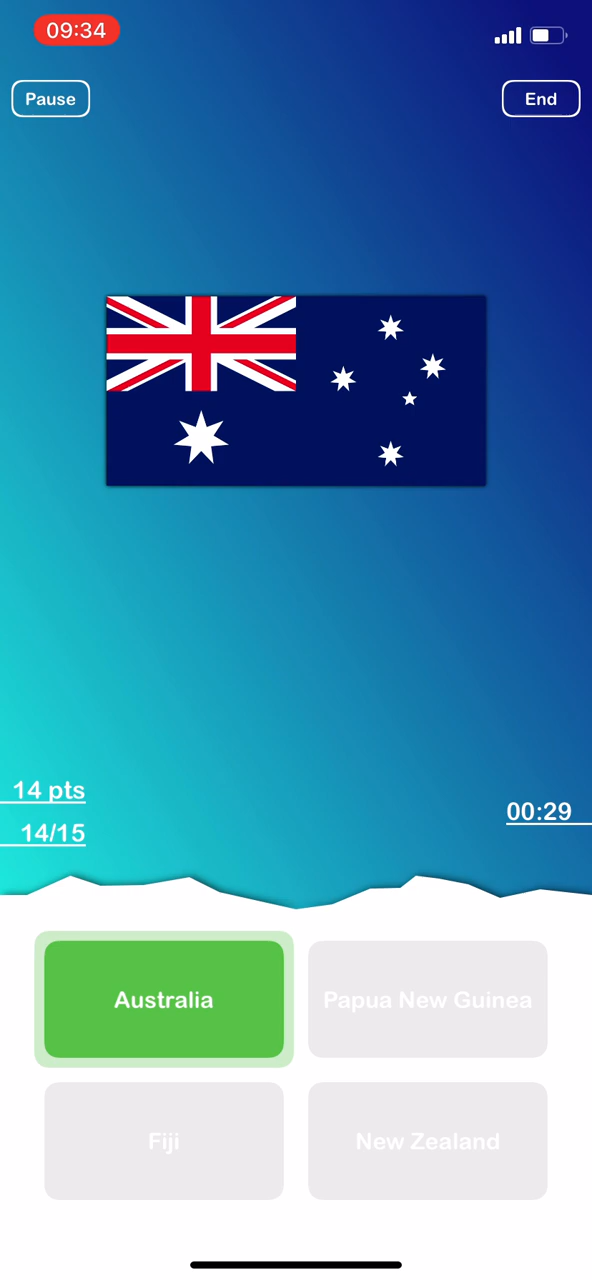 09:34
Pause
End
14 pts
14/15
00:29
Australia
Papua New Guinea
Fiji
New Zealand